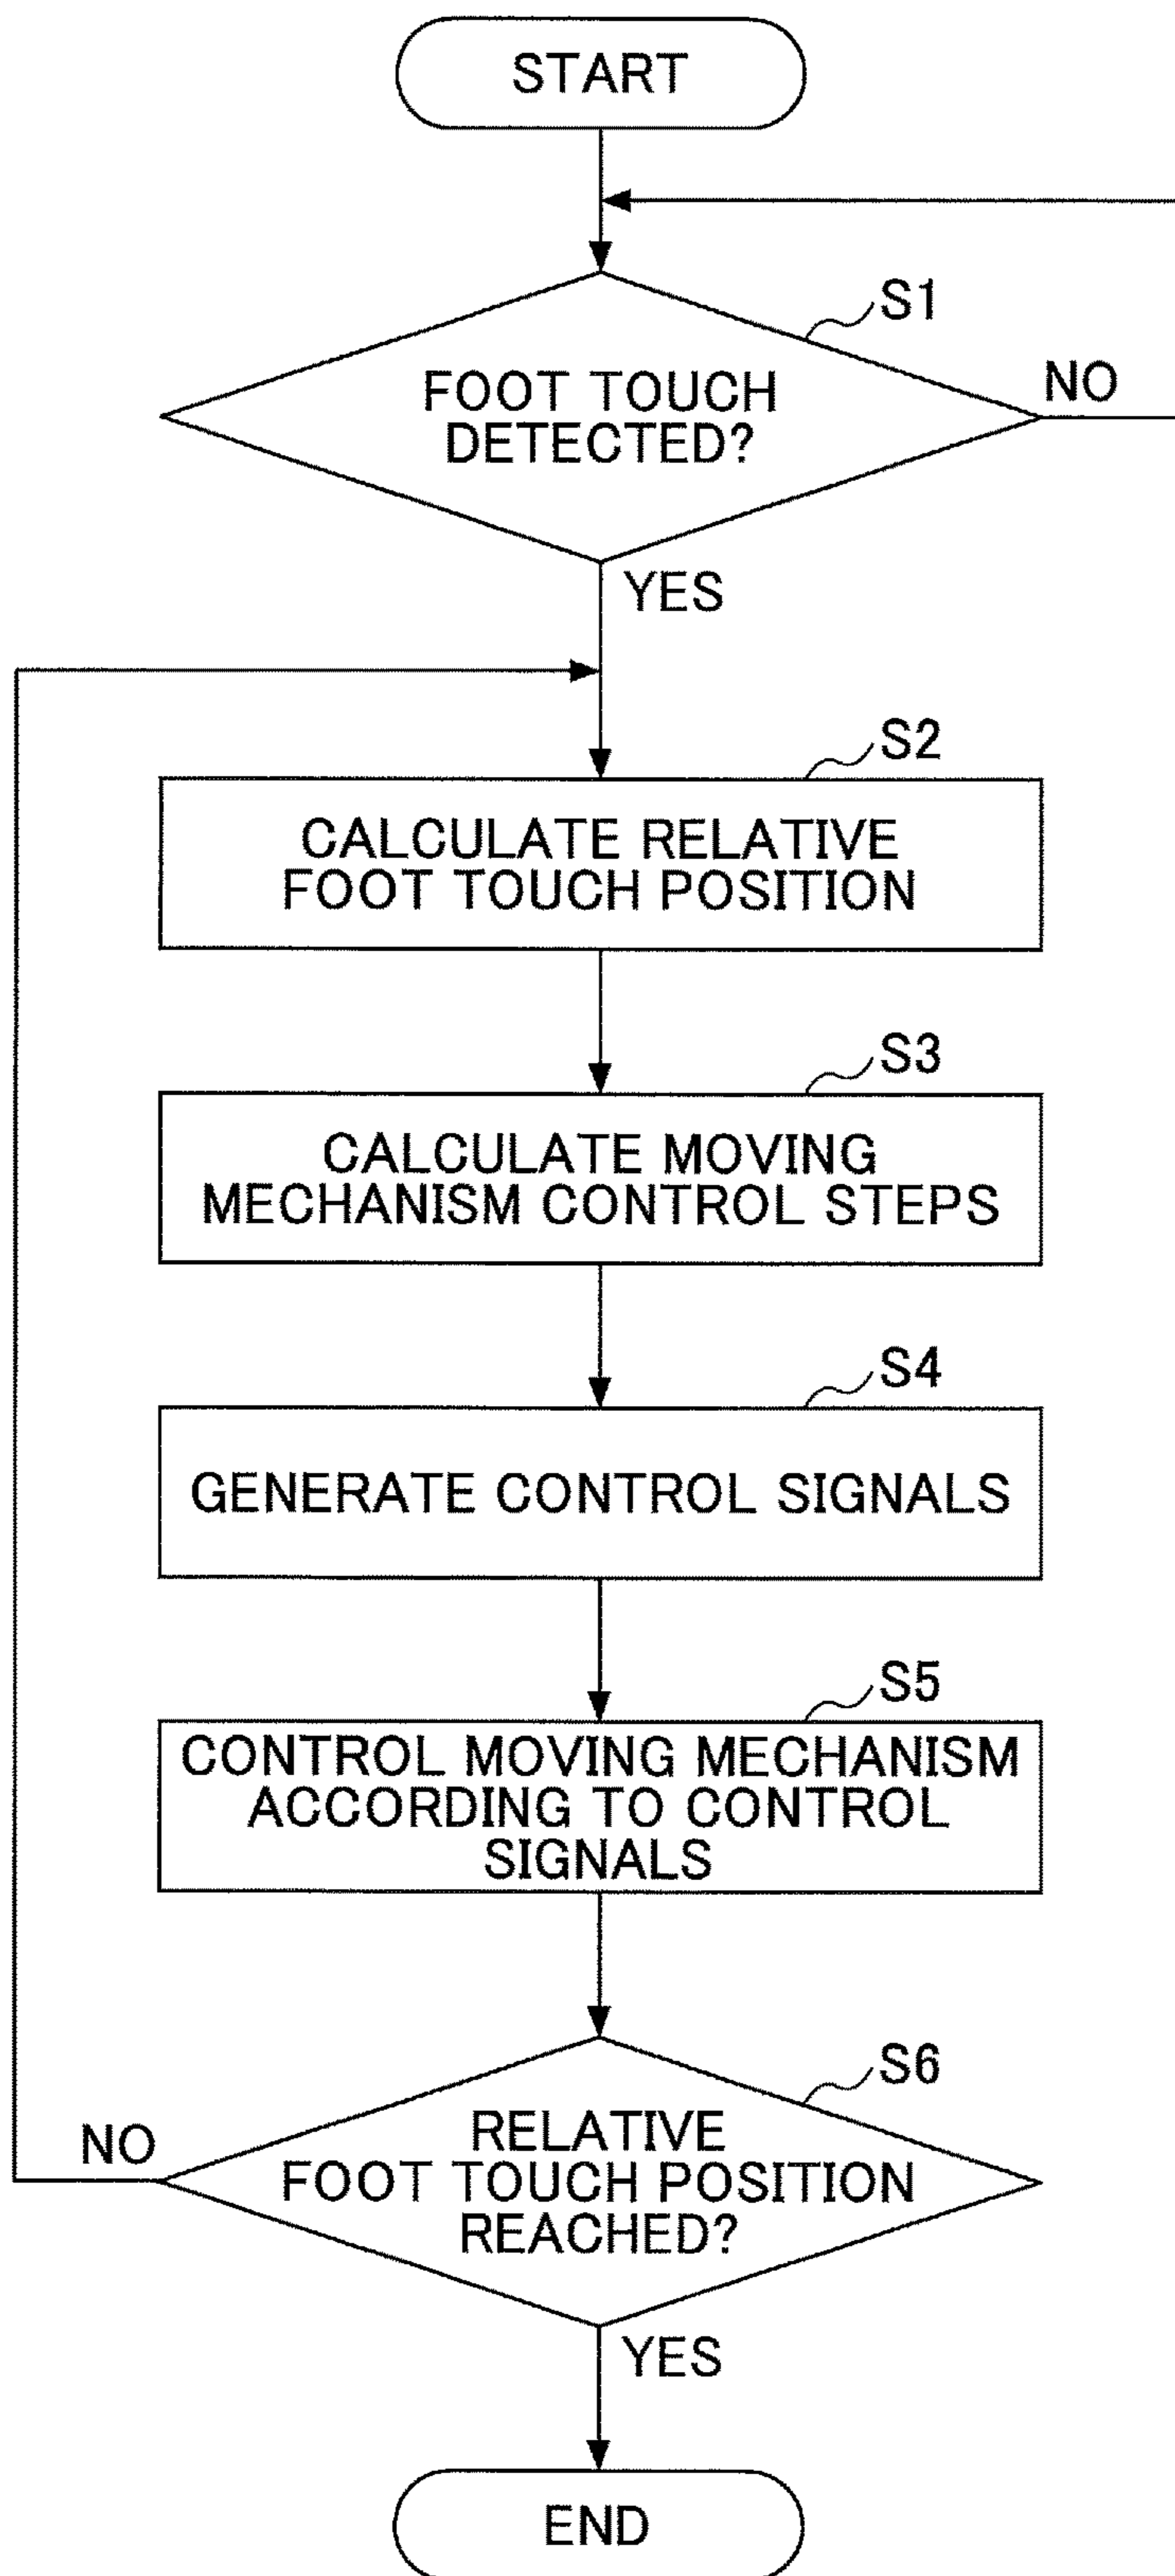 START
S1
FOOT TOUCH
DETECTED?
NO
YES
S2
CALCULATE RELATIVE
FOOT TOUCH POSITION
S3
CALCULATE MOVING
MECHANISM CONTROL STEPS
S4
GENERATE CONTROL SIGNALS
S5
CONTROL MOVING MECHANISM
ACCORDING TO CONTROL
SIGNALS
S6
RELATIVE
FOOT TOUCH POSITION
REACHED?
NO
YES
END